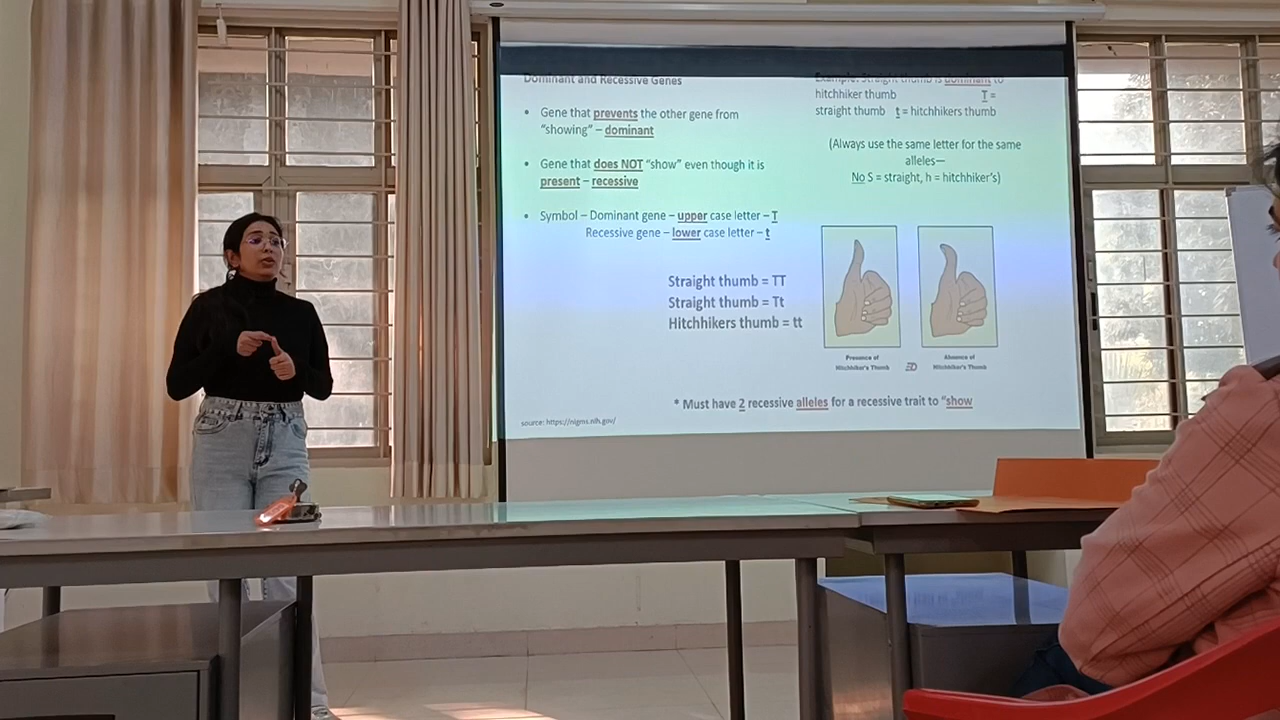 Dominant and Recessive Genes
• Gene that prevents the other gene from
"showing" – dominant
• Gene that does NOT "show" even though it is
present – recessive
• Symbol – Dominant gene – upper case letter – T
Recessive gene – lower case letter – t
Example: Straight thumb is dominant to
hitchhiker thumb T =
straight thumb t = hitchhikers thumb
(Always use the same letter for the same
alleles—
No S = straight, h = hitchhiker's)
Straight thumb = TT
Straight thumb = Tt
Hitchhikers thumb = tt
Presence of
Hitchhiker's Thumb
Absence of
Hitchhiker's Thumb
* Must have 2 recessive alleles for a recessive trait to "show
source: https://nigms.nih.gov/